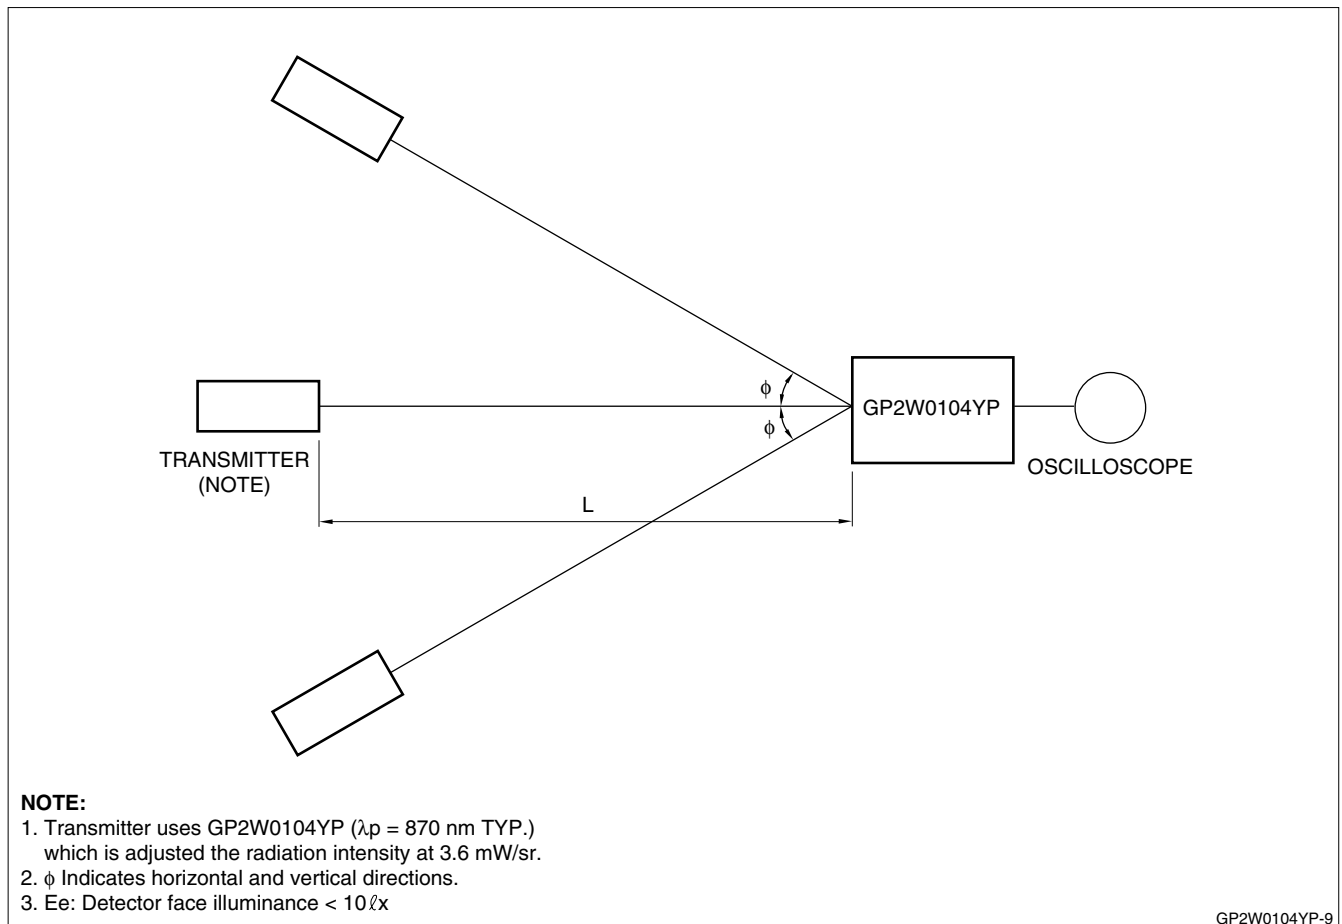 φ
φ
GP2W0104YP
TRANSMITTER
(NOTE)
OSCILLOSCOPE
L
NOTE:
1. Transmitter uses GP2W0104YP (λp = 870 nm TYP.)
which is adjusted the radiation intensity at 3.6 mW/sr.
2. φ Indicates horizontal and vertical directions.
3. Ee: Detector face illuminance < 10 ℓx
GP2W0104YP-9